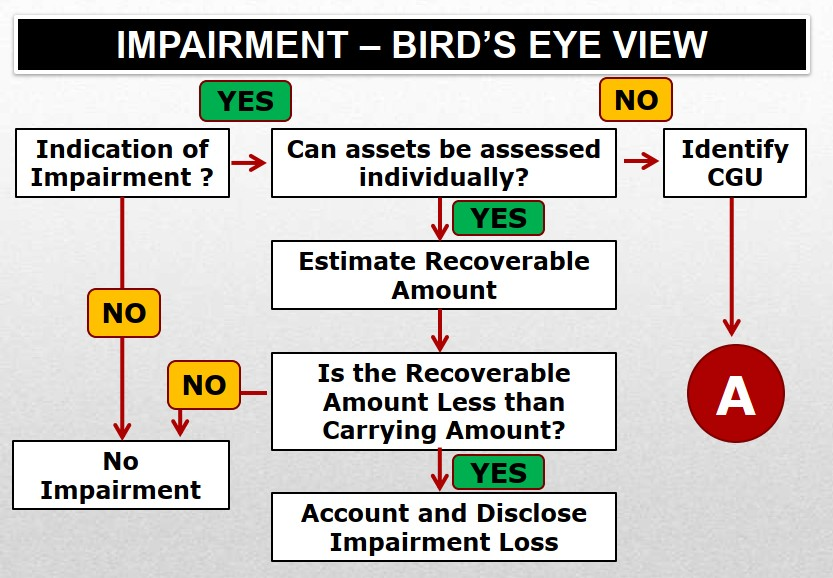 IMPAIRMENT – BIRD'S EYE VIEW
YES
NO
Indication of
Impairment ?
Can assets be assessed
individually?
Identify
CGU
YES
Estimate Recoverable
Amount
NO
NO
Is the Recoverable
Amount Less than
Carrying Amount?
A
No
Impairment
YES
Account and Disclose
Impairment Loss